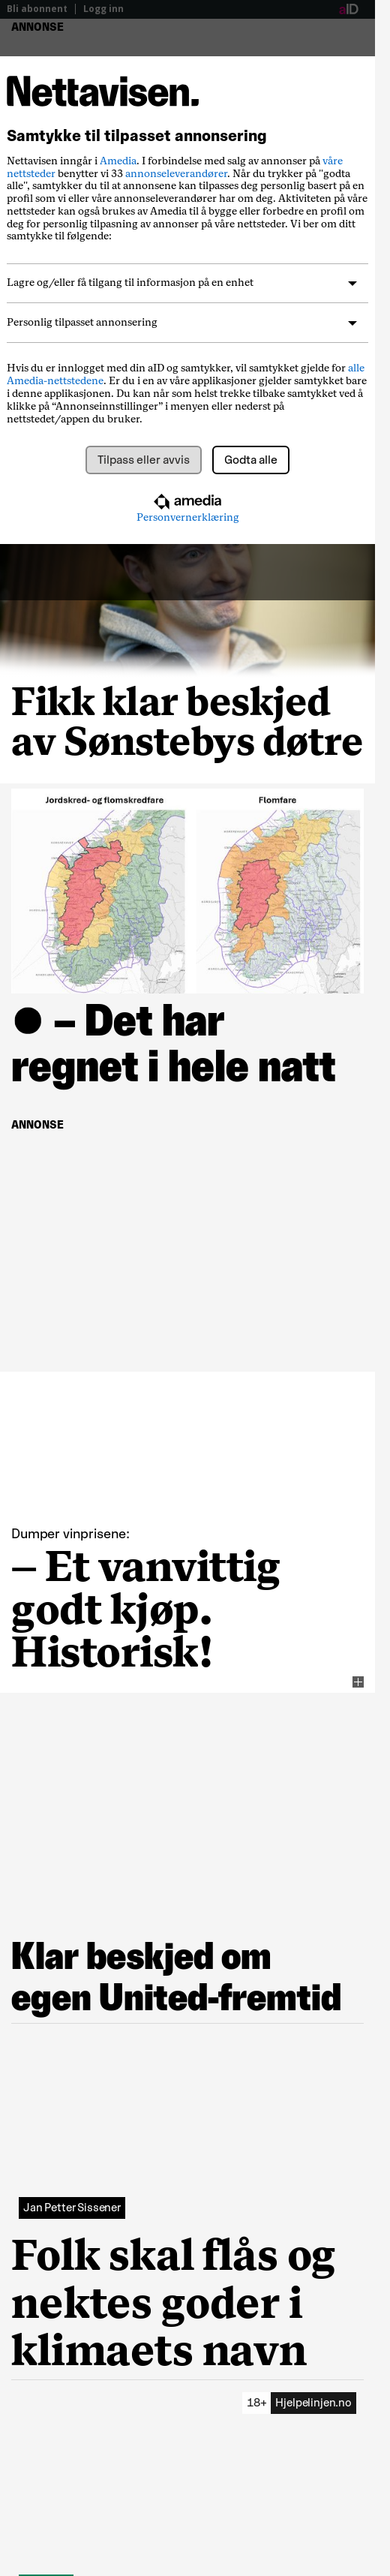 Bli abonnent | Logg inn aID
ANNONSE
Nettavisen.
Samtykke til tilpasset annonsering
Nettavisen inngår i Amedia. I forbindelse med salg av annonser på våre
nettsteder benytter vi 33 annonseleverandører. Når du trykker på "godta
alle", samtykker du til at annonsene kan tilpasses deg personlig basert på en
profil som vi eller våre annonseleverandører har om deg. Aktiviteten på våre
nettsteder kan også brukes av Amedia til å bygge eller forbedre en profil om
deg for personlig tilpasning av annonser på våre nettsteder. Vi ber om ditt
samtykke til følgende:
Lagre og/eller få tilgang til informasjon på en enhet
Personlig tilpasset annonsering
Hvis du er innlogget med din aID og samtykker, vil samtykket gjelde for alle
Amedia-nettstedene. Er du i en av våre applikasjoner gjelder samtykket bare
i denne applikasjonen. Du kan når som helst trekke tilbake samtykket ved å
klikke på “Annonseinnstillinger” i menyen eller nederst på
nettstedet/appen du bruker.
Tilpass eller avvis Godta alle
amedia
Personvernerklæring
Fikk klar beskjed
av Sønstebys døtre
Jordskred- og flomskredfare Flomfare
● – Det har
regnet i hele natt
ANNONSE
Dumper vinprisene:
– Et vanvittig
godt kjøp.
Historisk!
Klar beskjed om
egen United-fremtid
Jan Petter Sissener
Folk skal flås og
nektes goder i
klimaets navn
18+ Hjelpelinjen.no